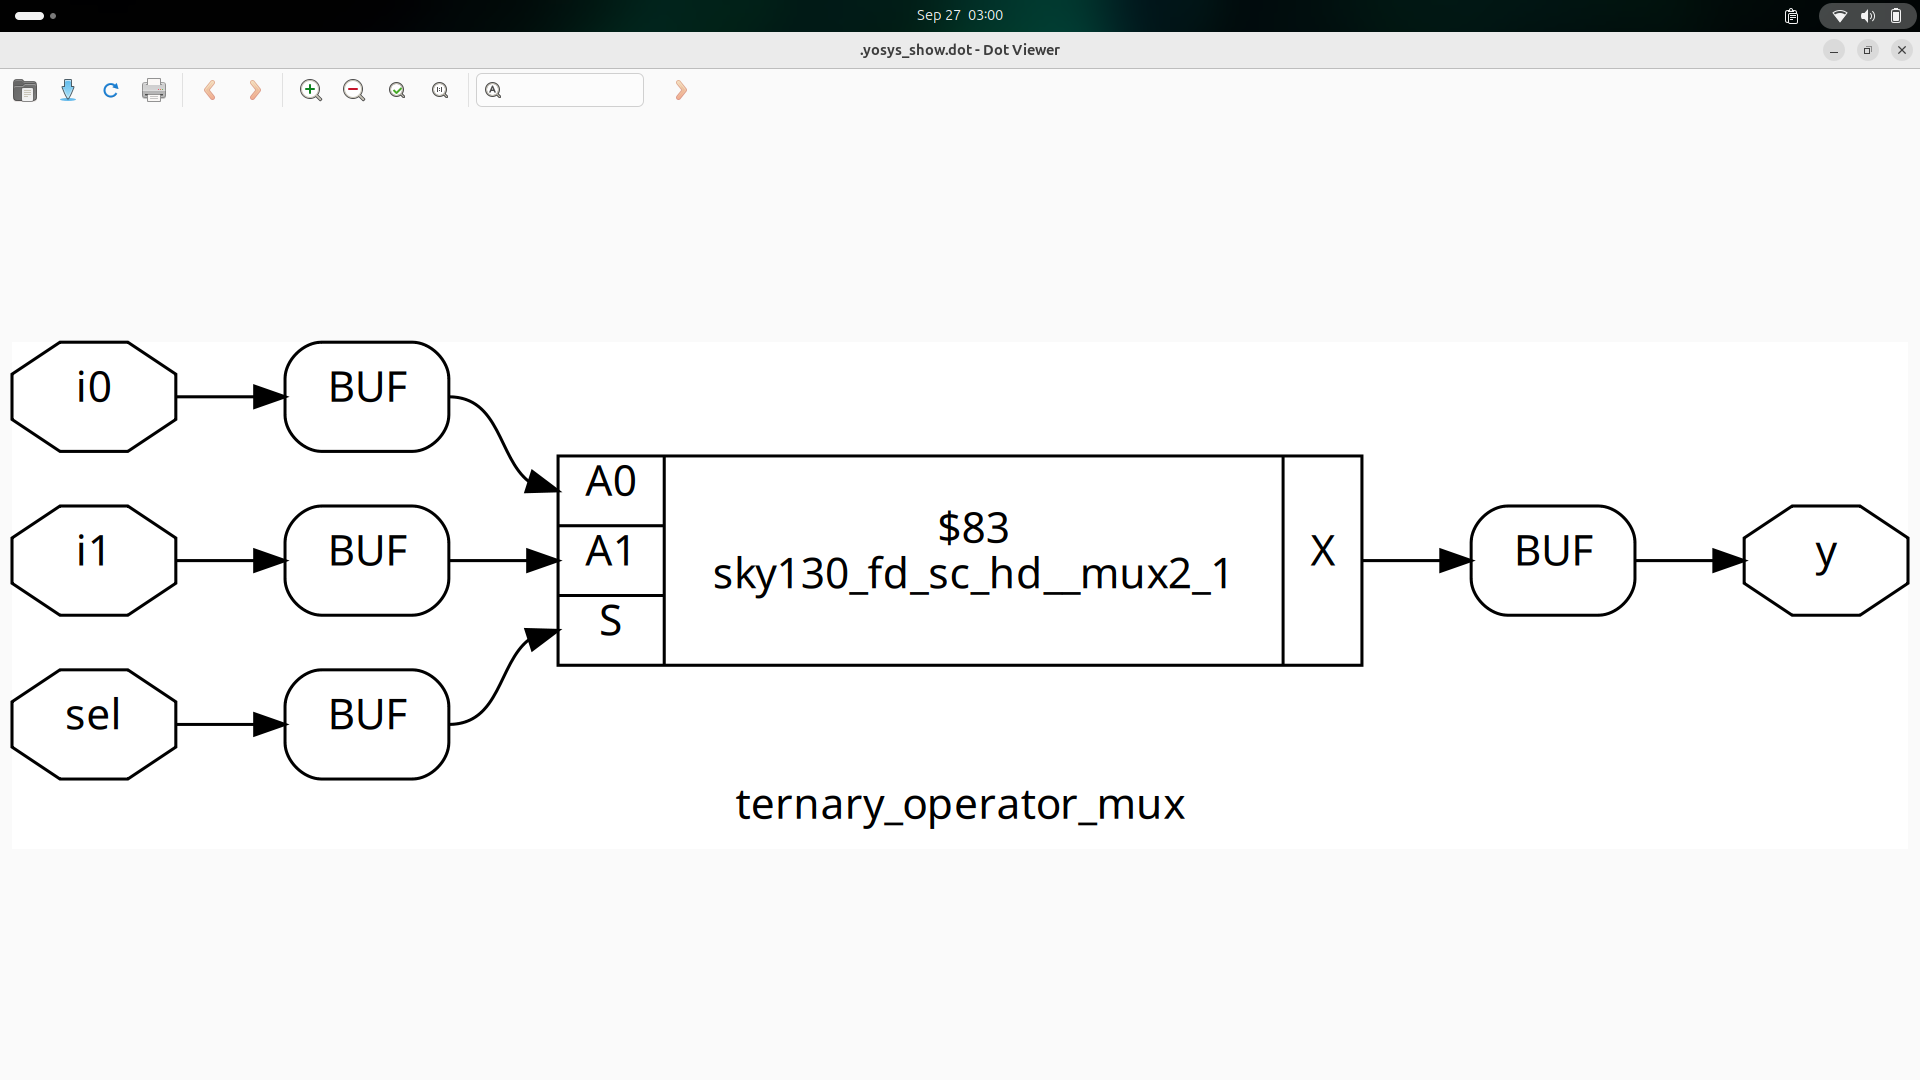 Sep 27 03:00
.yosys_show.dot - Dot Viewer
i0
BUF
A0
i1
BUF
A1
$83
sky130_fd_sc_hd__mux2_1
X
BUF
y
S
sel
BUF
ternary_operator_mux